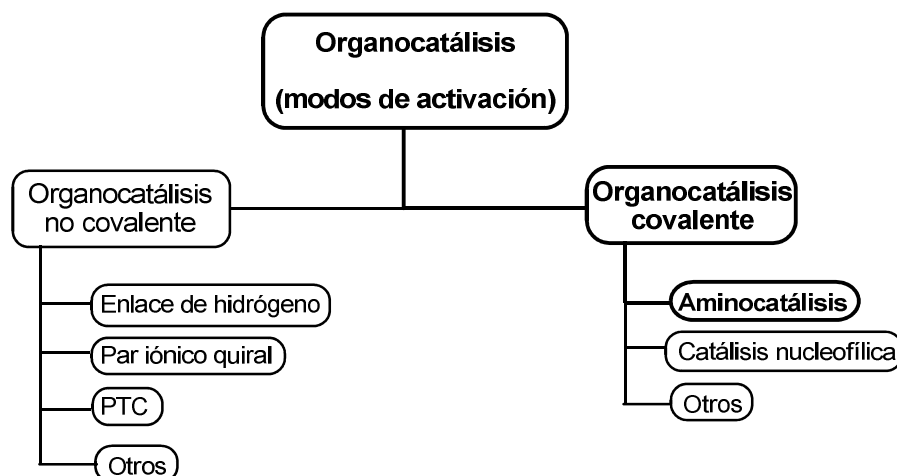 Organocatálisis
(modos de activación)
Organocatálisis
no covalente
Enlace de hidrógeno
Par iónico quiral
PTC
Otros
Organocatálisis
covalente
Aminocatálisis
Catálisis nucleofílica
Otros